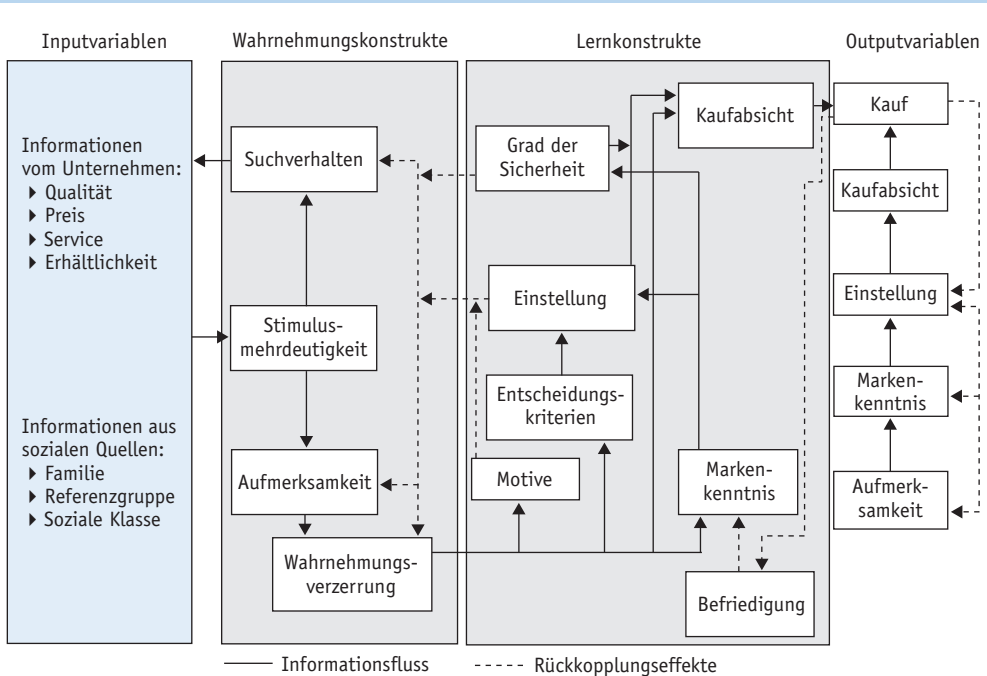 Inputvariablen
Wahrnehmungskonstrukte
Lernkonstrukte
Outputvariablen
Informationen
vom Unternehmen:
Qualität
Preis
Service
Erhältlichkeit
Informationen aus
sozialen Quellen:
Familie
Referenzgruppe
Soziale Klasse
Suchverhalten
Stimulus-
mehrdeutigkeit
Aufmerksamkeit
Wahrnehmungs-
verzerrung
Grad der
Sicherheit
Kaufabsicht
Einstellung
Entscheidungs-
kriterien
Motive
Marken-
kenntnis
Befriedigung
Kauf
Kaufabsicht
Einstellung
Marken-
kenntnis
Aufmerk-
samkeit
Informationsfluss
Rückkopplungseffekte